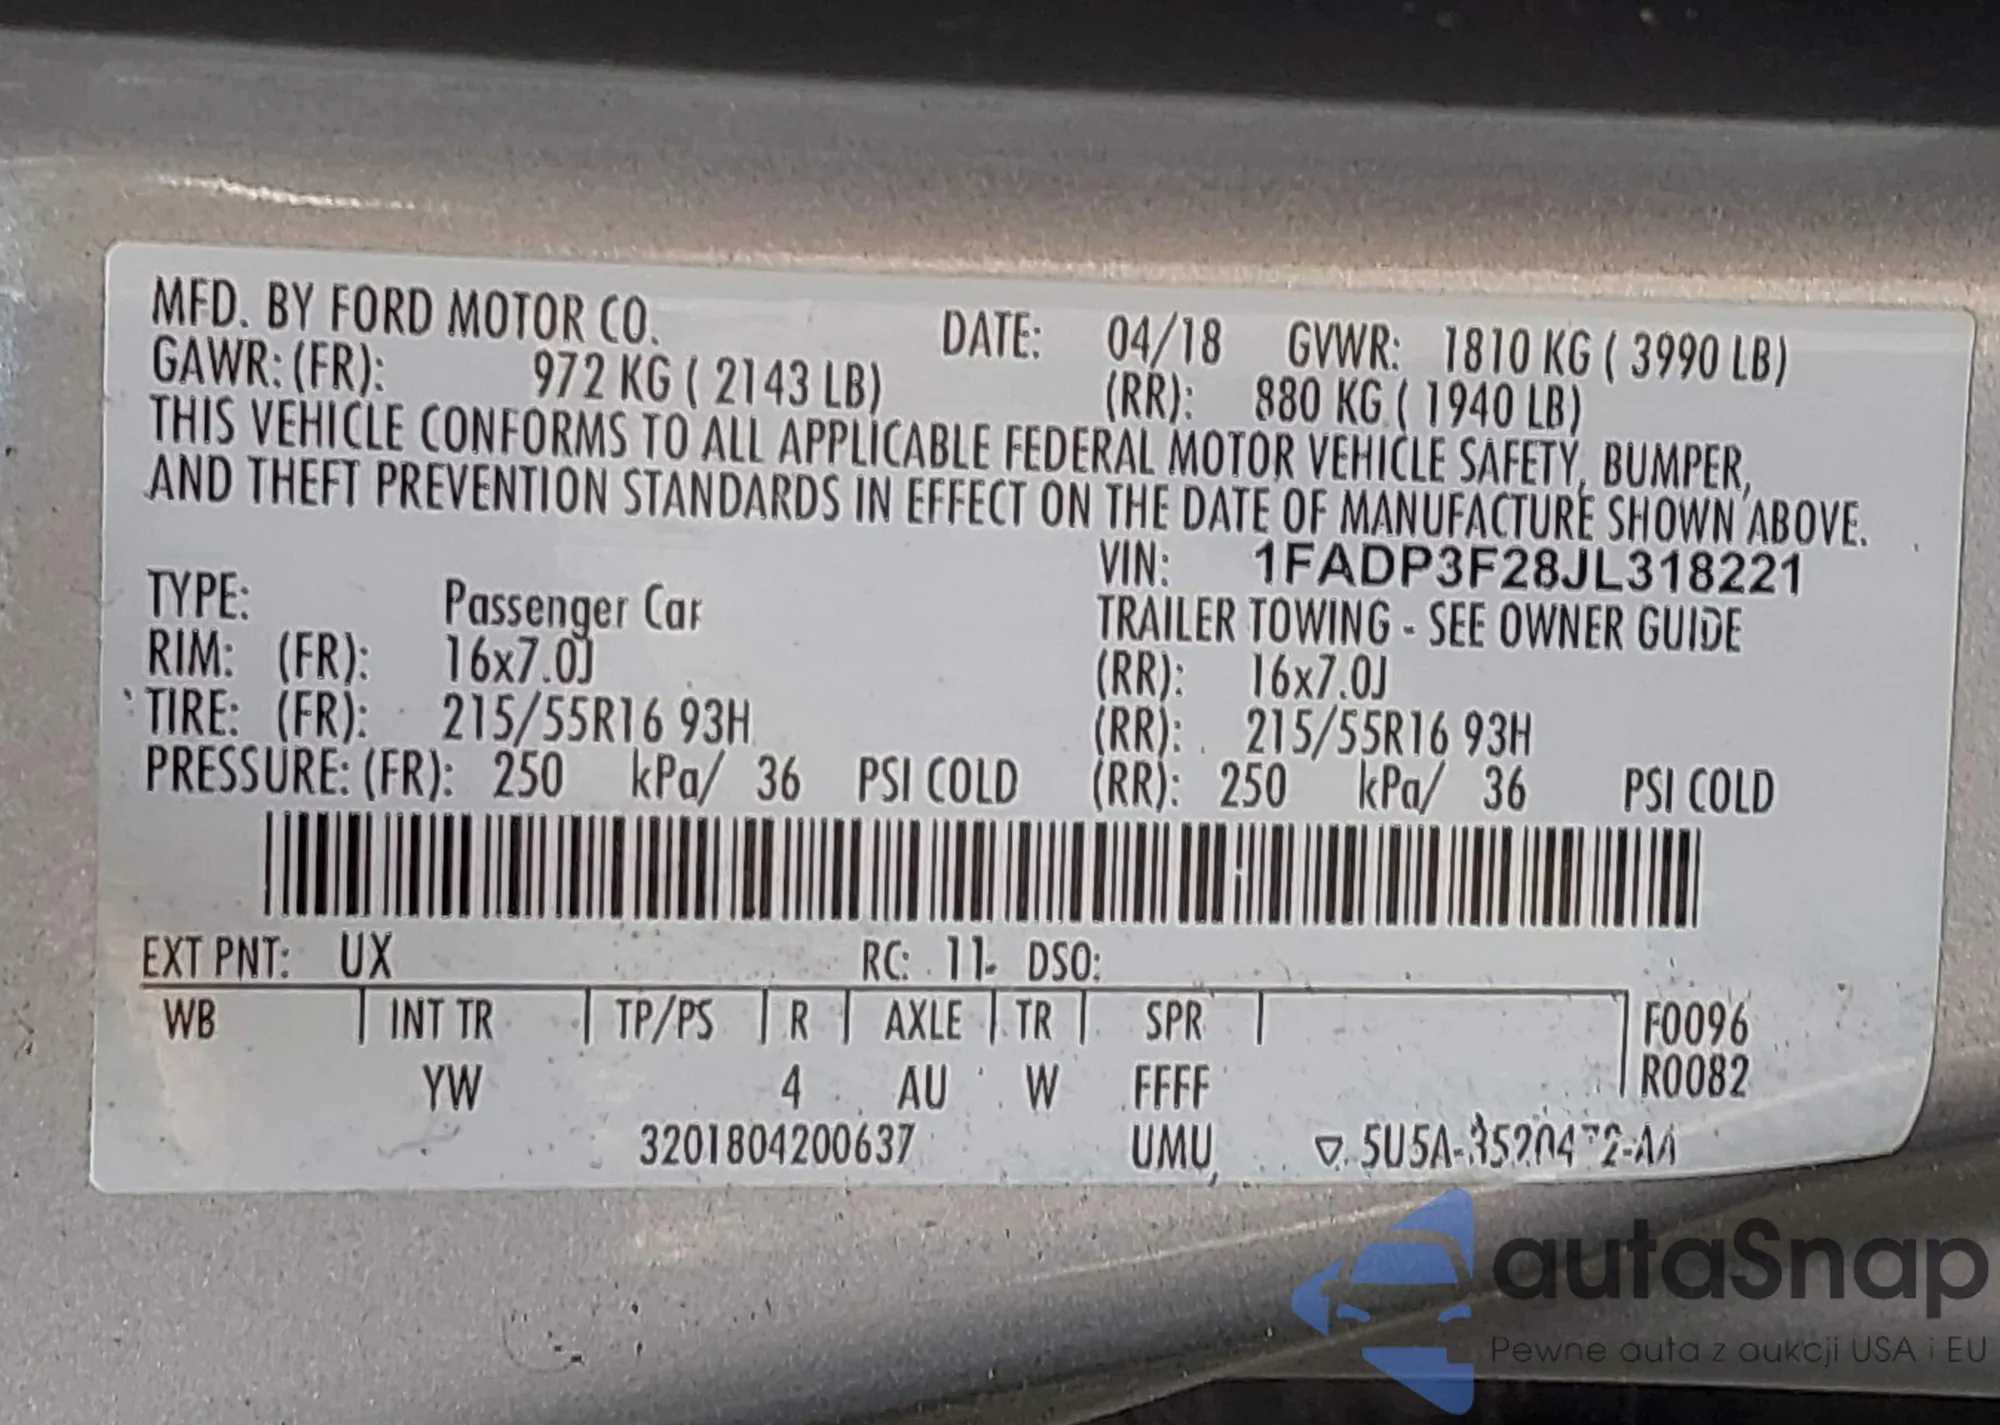 MFD. BY FORD MOTOR CO. DATE: 04/18 GVWR: 1810 KG ( 3990 LB)
GAWR: (FR): 972 KG ( 2143 LB) (RR): 880 KG ( 1940 LB)
THIS VEHICLE CONFORMS TO ALL APPLICABLE FEDERAL MOTOR VEHICLE SAFETY, BUMPER,
AND THEFT PREVENTION STANDARDS IN EFFECT ON THE DATE OF MANUFACTURE SHOWN ABOVE.
VIN: 1FADP3F28JL318221
TYPE: Passenger Car TRAILER TOWING - SEE OWNER GUIDE
RIM: (FR): 16x7.0J (RR): 16x7.0J
TIRE: (FR): 215/55R16 93H (RR): 215/55R16 93H
PRESSURE: (FR): 250 kPa/ 36 PSI COLD (RR): 250 kPa/ 36 PSI COLD
EXT PNT: UX RC: 11 DSO:
WB INT TR TP/PS R AXLE TR SPR F0096
YW 4 AU W FFFF R0082
3201804200637 UMU
autaSnap
Pewne auta z aukcji USA i EU